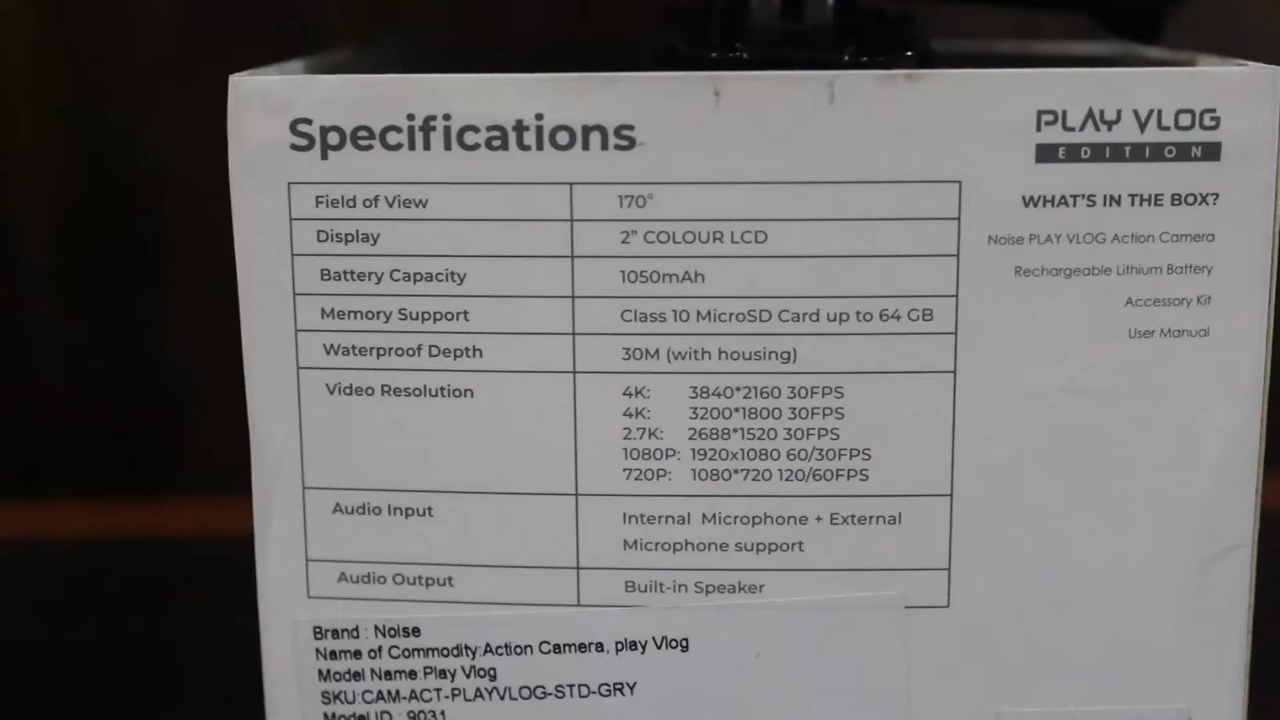 Specifications
PLAY VLOG
EDITION
Field of View 170°
Display 2" COLOUR LCD
Battery Capacity 1050mAh
Memory Support Class 10 MicroSD Card up to 64 GB
Waterproof Depth 30M (with housing)
Video Resolution 4K: 3840*2160 30FPS
4K: 3200*1800 30FPS
2.7K: 2688*1520 30FPS
1080P: 1920x1080 60/30FPS
720P: 1080*720 120/60FPS
Audio Input Internal Microphone + External
Microphone support
Audio Output Built-in Speaker
WHAT'S IN THE BOX?
Noise PLAY VLOG Action Camera
Rechargeable Lithium Battery
Accessory Kit
User Manual
Brand : Noise
Name of Commodity:Action Camera, play Vlog
Model Name:Play Vlog
SKU:CAM-ACT-PLAYVLOG-STD-GRY
Model ID : 9031